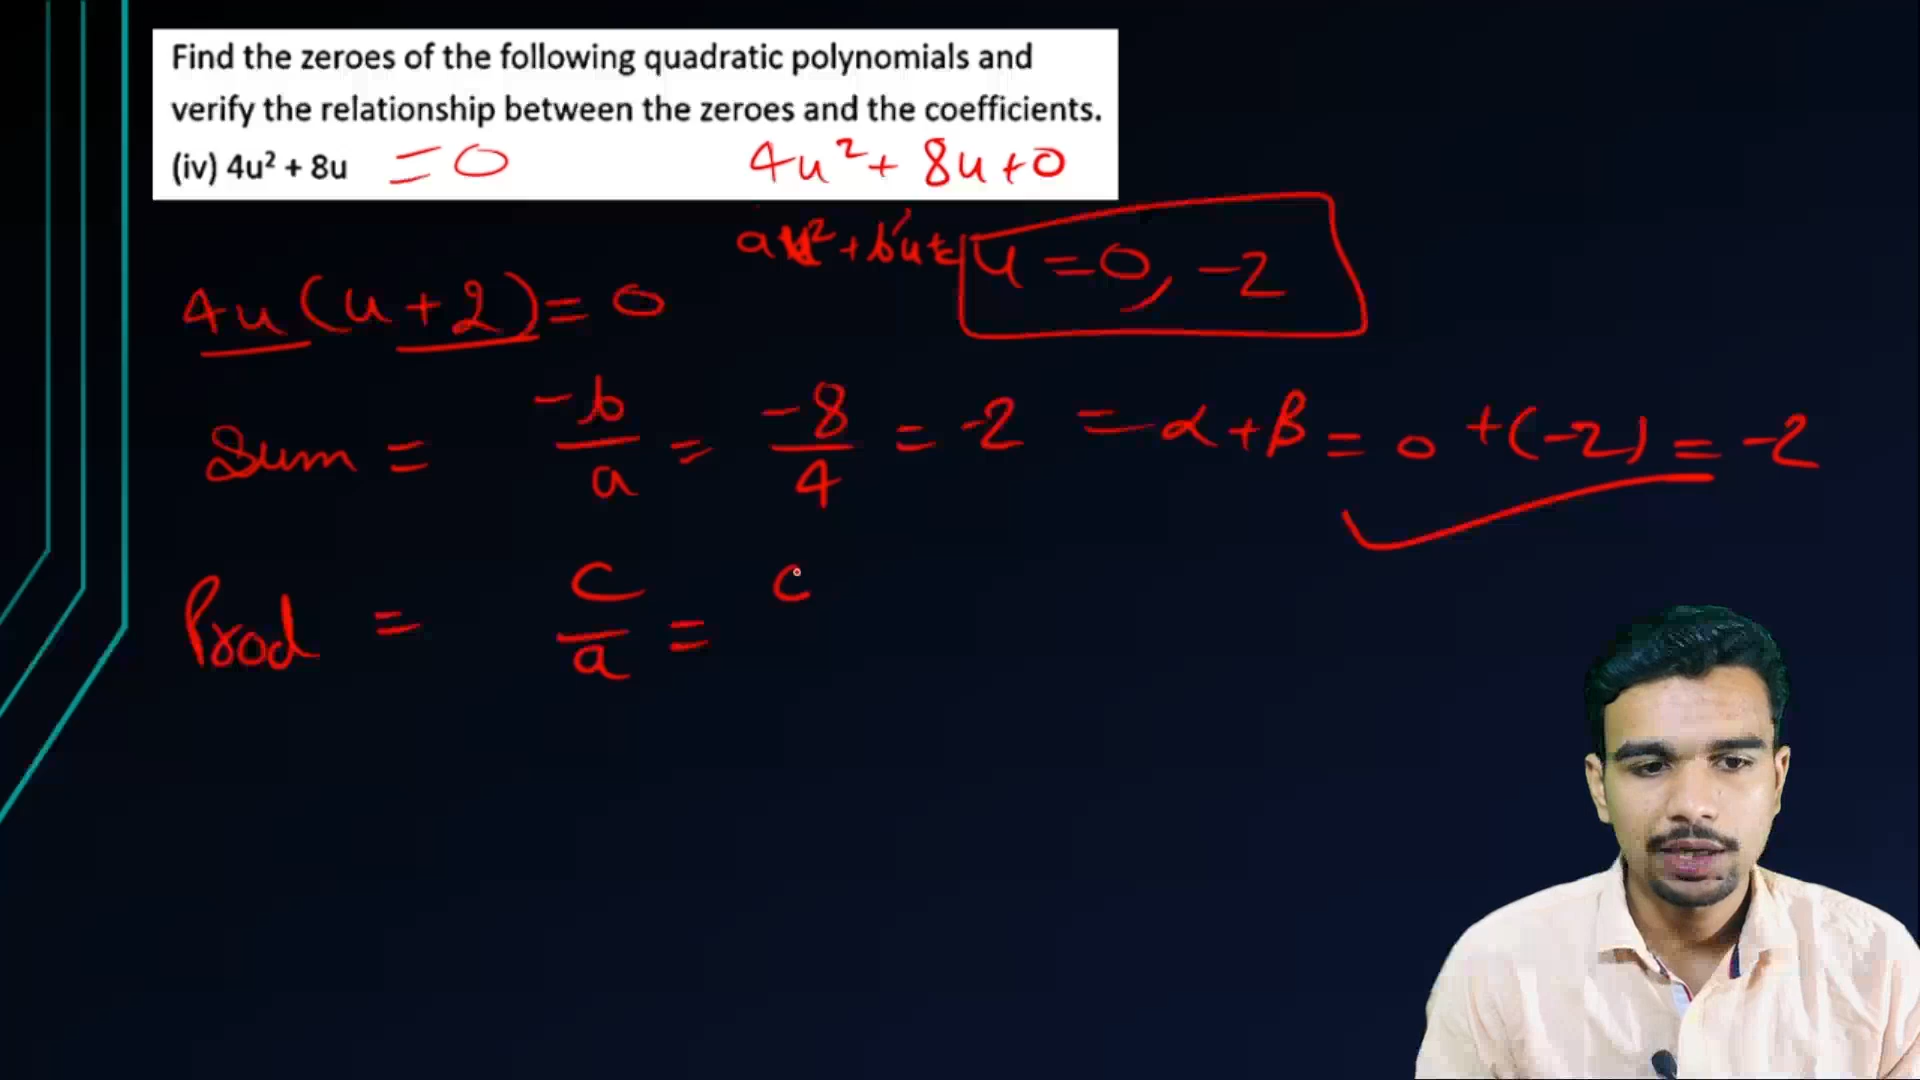 Find the zeroes of the following quadratic polynomials and
verify the relationship between the zeroes and the coefficients.
(iv) 4u² + 8u = 0 4u² + 8u + 0
au² + bu + c u = 0, -2
4u(u + 2) = 0
Sum = -b/a = -8/4 = -2 = α + β = 0 + (-2) = -2
Prod = c/a =